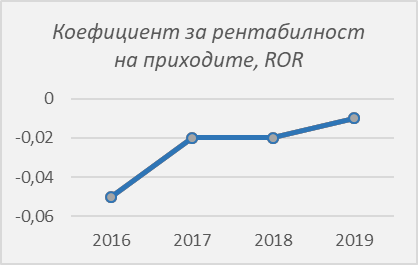 Коефициент за рентабилност
на приходите, ROR
0
-0,02
-0,04
-0,06
2016 2017 2018 2019